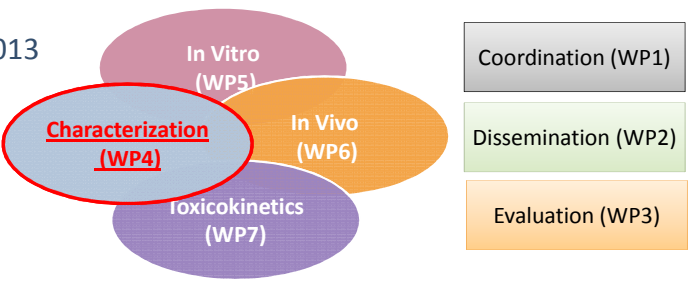 013
In Vitro
(WP5)
Coordination (WP1)
Characterization
(WP4)
In Vivo
(WP6)
Dissemination (WP2)
Toxicokinetics
(WP7)
Evaluation (WP3)